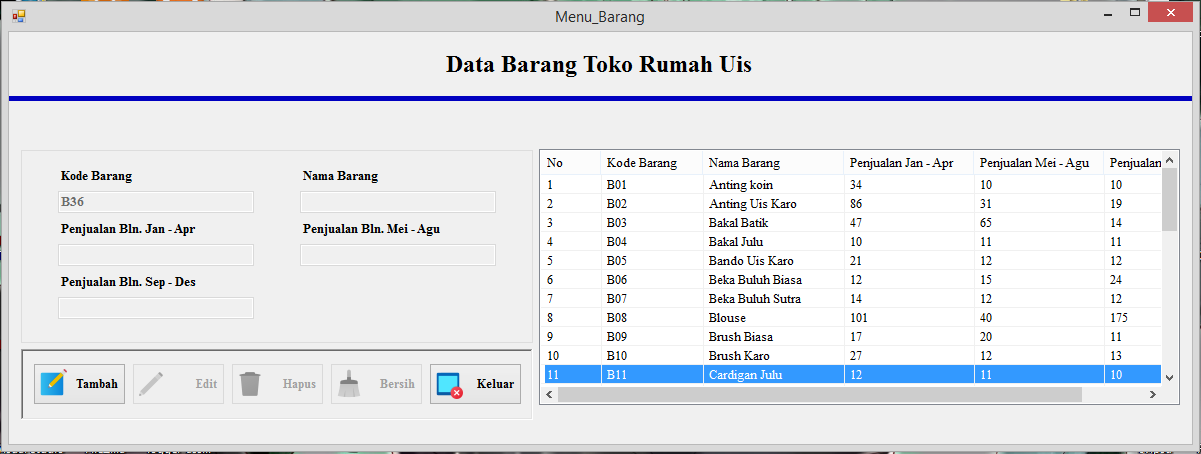 Menu_Barang
Data Barang Toko Rumah Uis
Kode Barang Nama Barang
B36
Penjualan Bln. Jan - Apr Penjualan Bln. Mei - Agu
Penjualan Bln. Sep - Des
Tambah Edit Hapus Bersih Keluar
No Kode Barang Nama Barang Penjualan Jan - Apr Penjualan Mei - Agu Penjualan
1 B01 Anting koin 34 10 10
2 B02 Anting Uis Karo 86 31 19
3 B03 Bakal Batik 47 65 14
4 B04 Bakal Julu 10 11 11
5 B05 Bando Uis Karo 21 12 12
6 B06 Beka Buluh Biasa 12 15 24
7 B07 Beka Buluh Sutra 14 12 12
8 B08 Blouse 101 40 175
9 B09 Brush Biasa 17 20 11
10 B10 Brush Karo 27 12 13
11 B11 Cardigan Julu 12 11 10